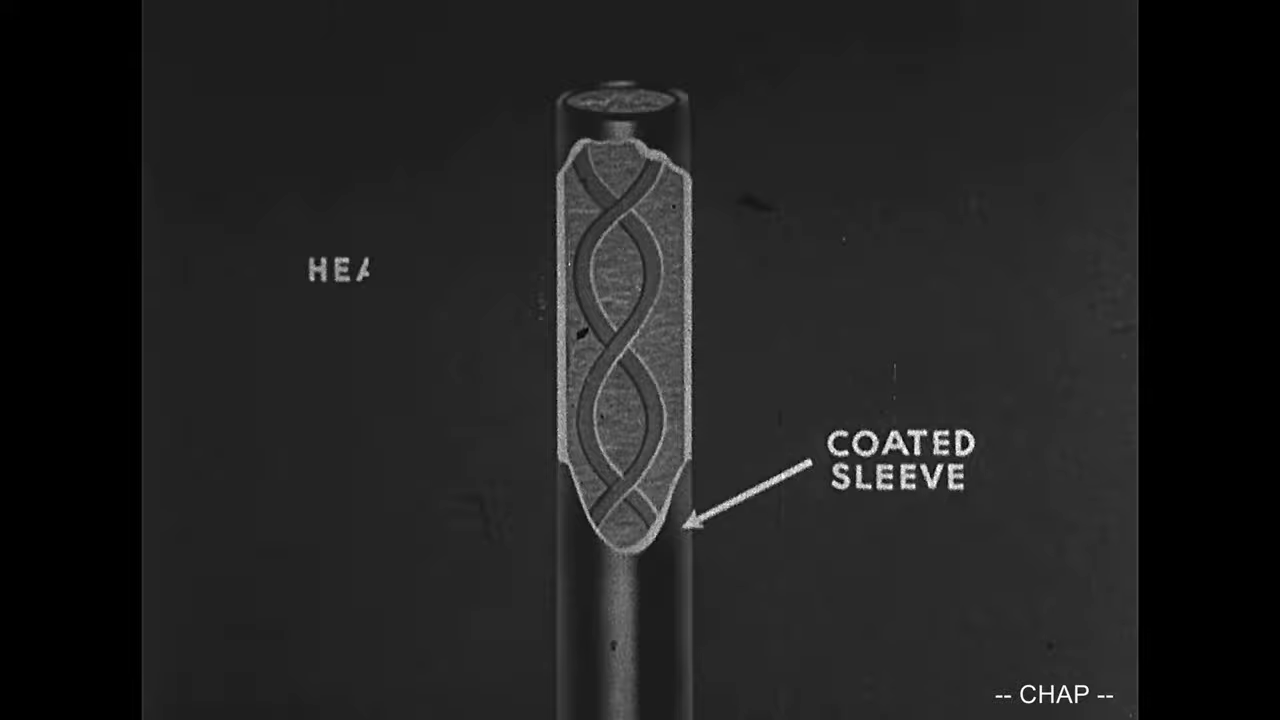 HEA
COATED
SLEEVE
-- CHAP --